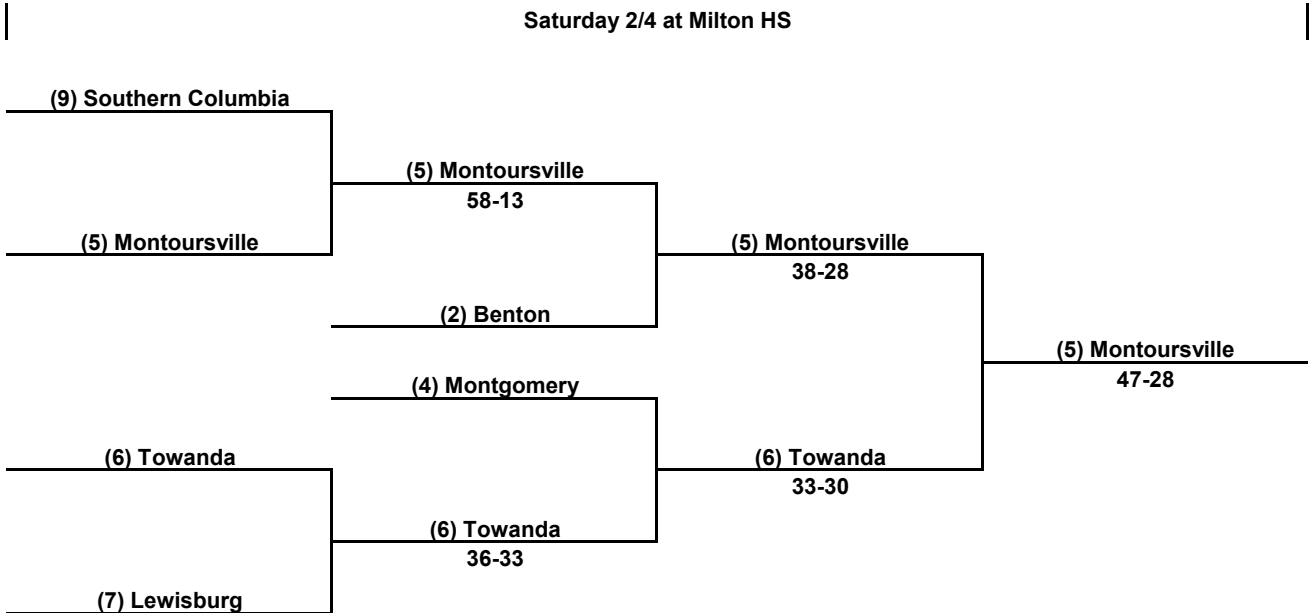 Saturday 2/4 at Milton HS
(9) Southern Columbia
(5) Montoursville
58-13
(5) Montoursville
(5) Montoursville
38-28
(2) Benton
(5) Montoursville
47-28
(4) Montgomery
(6) Towanda
(6) Towanda
33-30
(6) Towanda
36-33
(7) Lewisburg